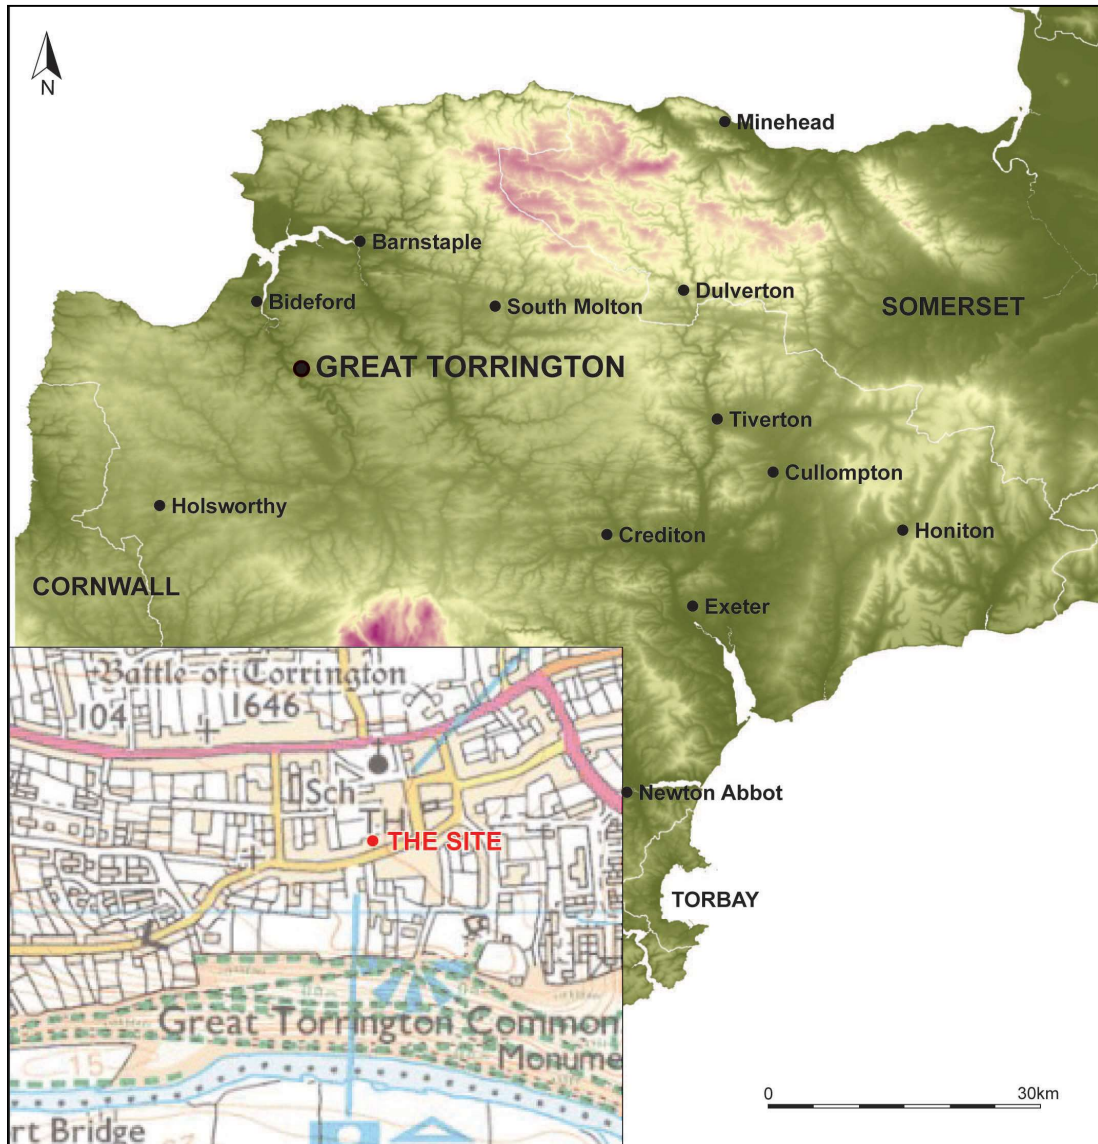 N
Minehead
Barnstaple
Bideford
South Molton
Dulverton
SOMERSET
GREAT TORRINGTON
Tiverton
Cullompton
Holsworthy
Crediton
Honiton
CORNWALL
Exeter
Battle of Torrington
1646
104
Sch
TH
THE SITE
Newton Abbot
TORBAY
Great Torrington Common
Monume
15
rt Bridge
0 30km